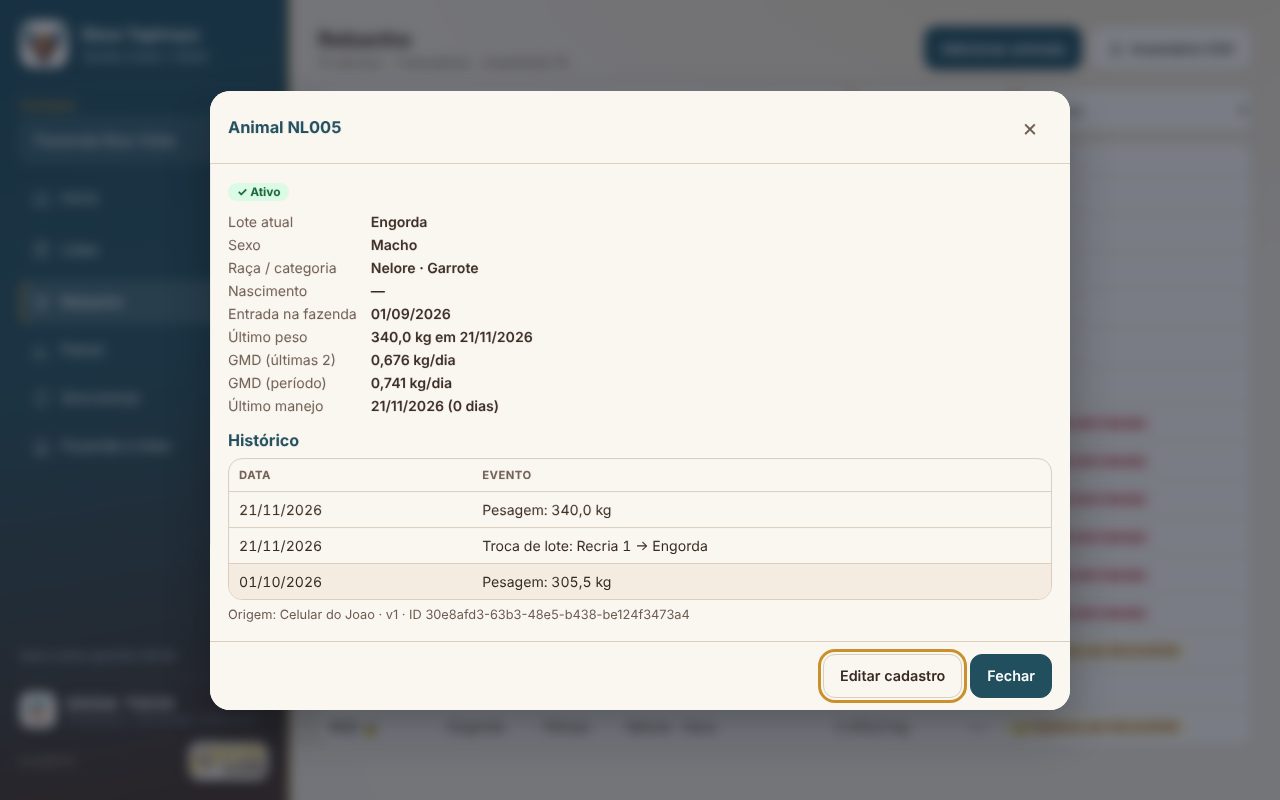 Animal NL005
×
✓ Ativo
Lote atual Engorda
Sexo Macho
Raça / categoria Nelore · Garrote
Nascimento —
Entrada na fazenda 01/09/2026
Último peso 340,0 kg em 21/11/2026
GMD (últimas 2) 0,676 kg/dia
GMD (período) 0,741 kg/dia
Último manejo 21/11/2026 (0 dias)
Histórico
DATA EVENTO
21/11/2026 Pesagem: 340,0 kg
21/11/2026 Troca de lote: Recria 1 → Engorda
01/10/2026 Pesagem: 305,5 kg
Origem: Celular do Joao · v1 · ID 30e8afd3-63b3-48e5-b438-be124f3473a4
Editar cadastro Fechar